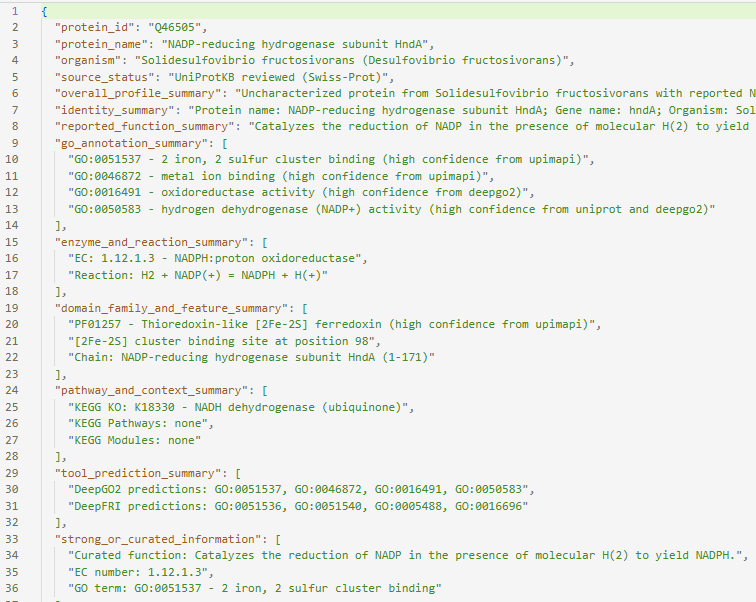 1 {
2 "protein_id": "Q46505",
3 "protein_name": "NADP-reducing hydrogenase subunit HndA",
4 "organism": "Solidesulfovibrio fructosivorans (Desulfovibrio fructosivorans)",
5 "source_status": "UniProtKB reviewed (Swiss-Prot)",
6 "overall_profile_summary": "Uncharacterized protein from Solidesulfovibrio fructosivorans with reported N
7 "identity_summary": "Protein name: NADP-reducing hydrogenase subunit HndA; Gene name: hndA; Organism: Sol
8 "reported_function_summary": "Catalyzes the reduction of NADP in the presence of molecular H(2) to yield
9 "go_annotation_summary": [
10 "GO:0051537 - 2 iron, 2 sulfur cluster binding (high confidence from upimapi)",
11 "GO:0046872 - metal ion binding (high confidence from upimapi)",
12 "GO:0016491 - oxidoreductase activity (high confidence from deepgo2)",
13 "GO:0050583 - hydrogen dehydrogenase (NADP+) activity (high confidence from uniprot and deepgo2)"
14 ],
15 "enzyme_and_reaction_summary": [
16 "EC: 1.12.1.3 - NADPH:proton oxidoreductase",
17 "Reaction: H2 + NADP(+) = NADPH + H(+)"
18 ],
19 "domain_family_and_feature_summary": [
20 "PF01257 - Thioredoxin-like [2Fe-2S] ferredoxin (high confidence from upimapi)",
21 "[2Fe-2S] cluster binding site at position 98",
22 "Chain: NADP-reducing hydrogenase subunit HndA (1-171)"
23 ],
24 "pathway_and_context_summary": [
25 "KEGG KO: K18330 - NADH dehydrogenase (ubiquinone)",
26 "KEGG Pathways: none",
27 "KEGG Modules: none"
28 ],
29 "tool_prediction_summary": [
30 "DeepGO2 predictions: GO:0051537, GO:0046872, GO:0016491, GO:0050583",
31 "DeepFRI predictions: GO:0051536, GO:0051540, GO:0005488, GO:0016696"
32 ],
33 "strong_or_curated_information": [
34 "Curated function: Catalyzes the reduction of NADP in the presence of molecular H(2) to yield NADPH.",
35 "EC number: 1.12.1.3",
36 "GO term: GO:0051537 - 2 iron, 2 sulfur cluster binding"